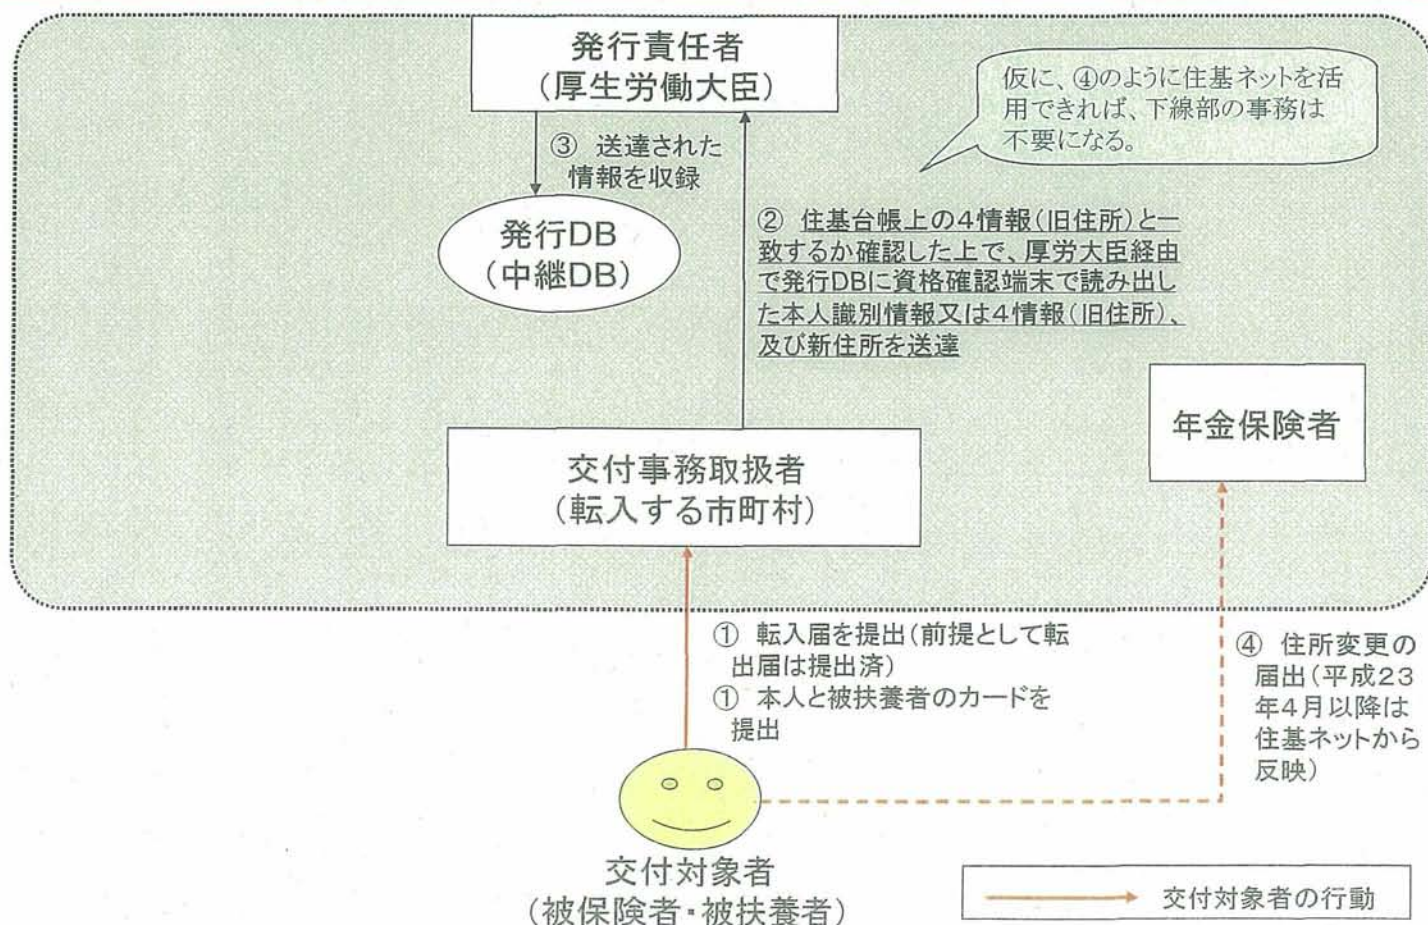 発行責任者
(厚生労働大臣)
仮に、④のように住基ネットを活
用できれば、下線部の事務は
不要になる。
③ 送達された
情報を収録
発行DB
(中継DB)
② 住基台帳上の4情報(旧住所)と一
致するか確認した上で、厚労大臣経由
で発行DBに資格確認端末で読み出し
た本人識別情報又は4情報(旧住所)、
及び新住所を送達
年金保険者
交付事務取扱者
(転入する市町村)
① 転入届を提出(前提として転
出届は提出済)
① 本人と被扶養者のカードを
提出
④ 住所変更の
届出(平成23
年4月以降は
住基ネットから
反映)
交付対象者
(被保険者・被扶養者)
交付対象者の行動